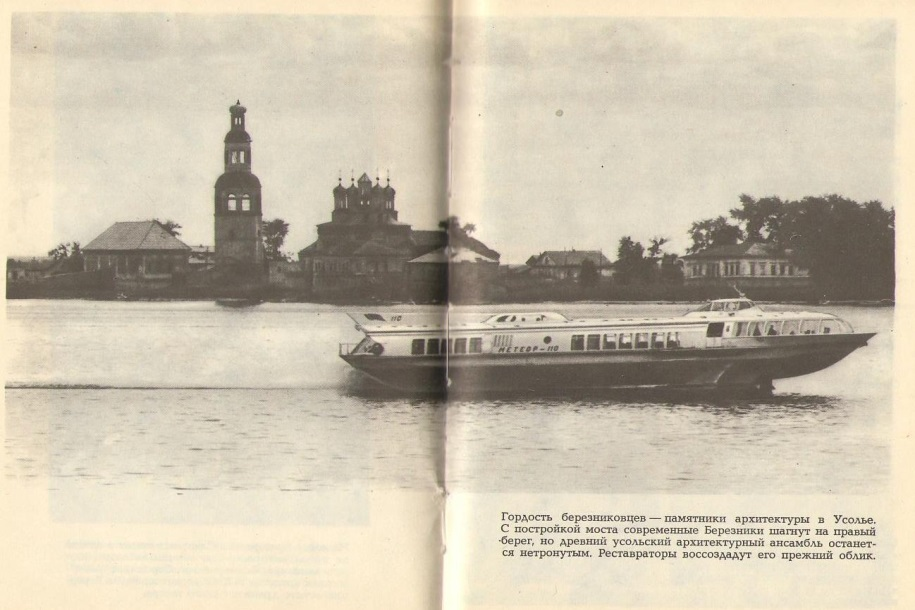 110
МЕТЕОР-110
Гордость березниковцев — памятники архитектуры в Усолье.
С постройкой моста современные Березники шагнут на правый
берег, но древний усольский архитектурный ансамбль останет-
ся нетронутым. Реставраторы воссоздадут его прежний облик.